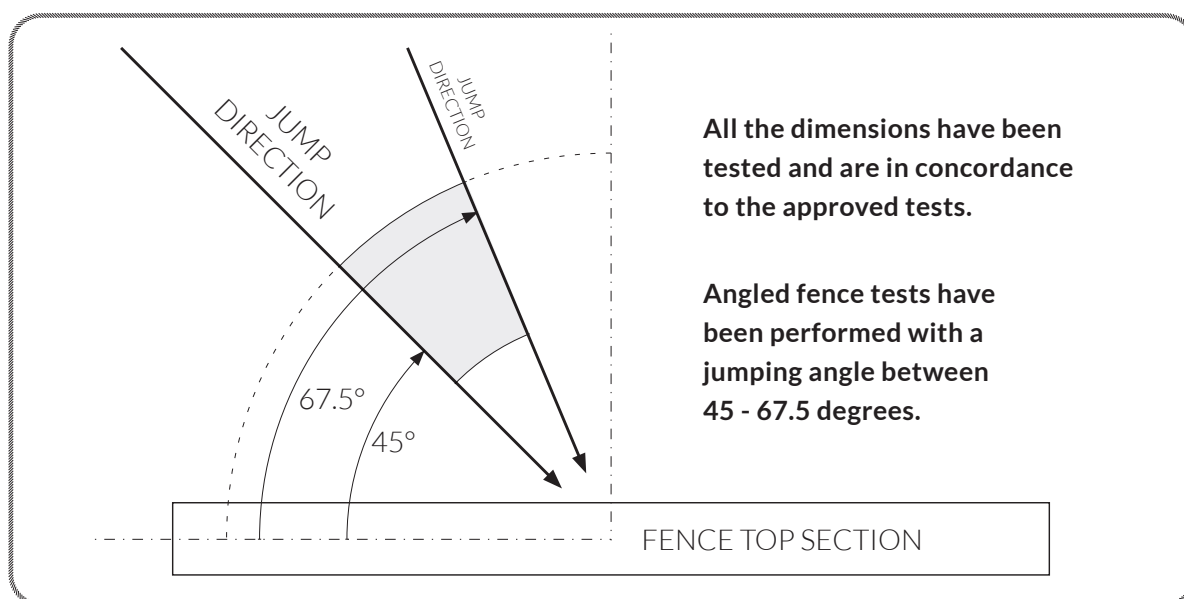 JUMP
DIRECTION
JUMP
DIRECTION
All the dimensions have been
tested and are in concordance
to the approved tests.
Angled fence tests have
been performed with a
jumping angle between
45 - 67.5 degrees.
67.5°
45°
FENCE TOP SECTION